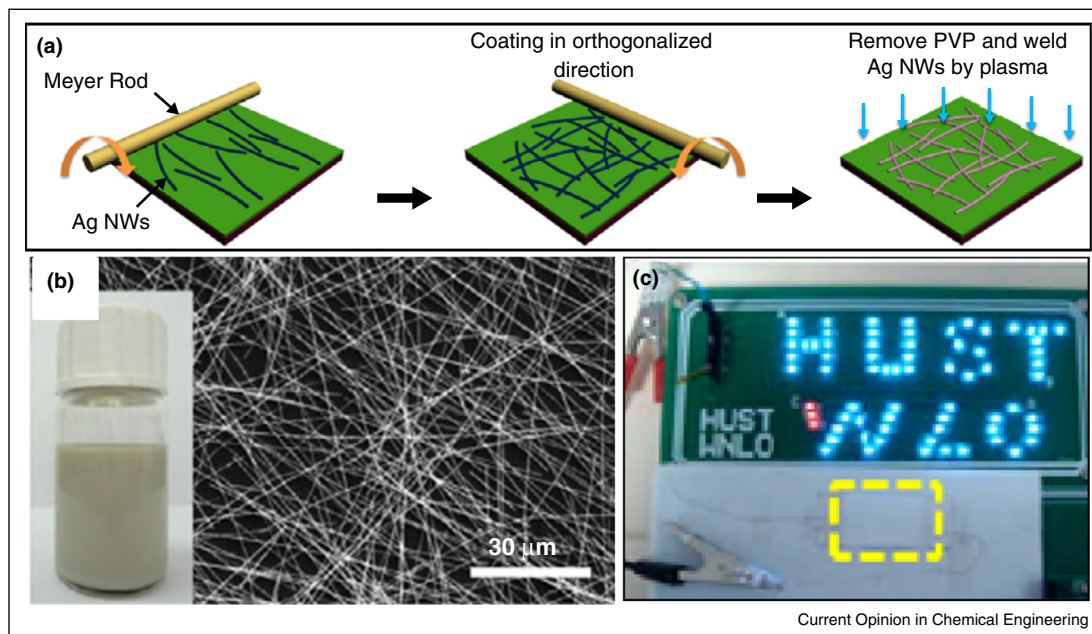 (a)
Meyer Rod
Ag NWs
Coating in orthogonalized
direction
Remove PVP and weld
Ag NWs by plasma
(b)
30 μm
(c)
HUST
WLO
HUST
WNLO
Current Opinion in Chemical Engineering